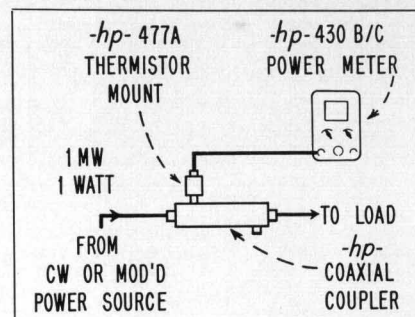 -hp- 477A
THERMISTOR
MOUNT
-hp- 430 B/C
POWER METER
1 MW
1 WATT
TO LOAD
FROM
CW OR MOD'D
POWER SOURCE
-hp-
COAXIAL
COUPLER